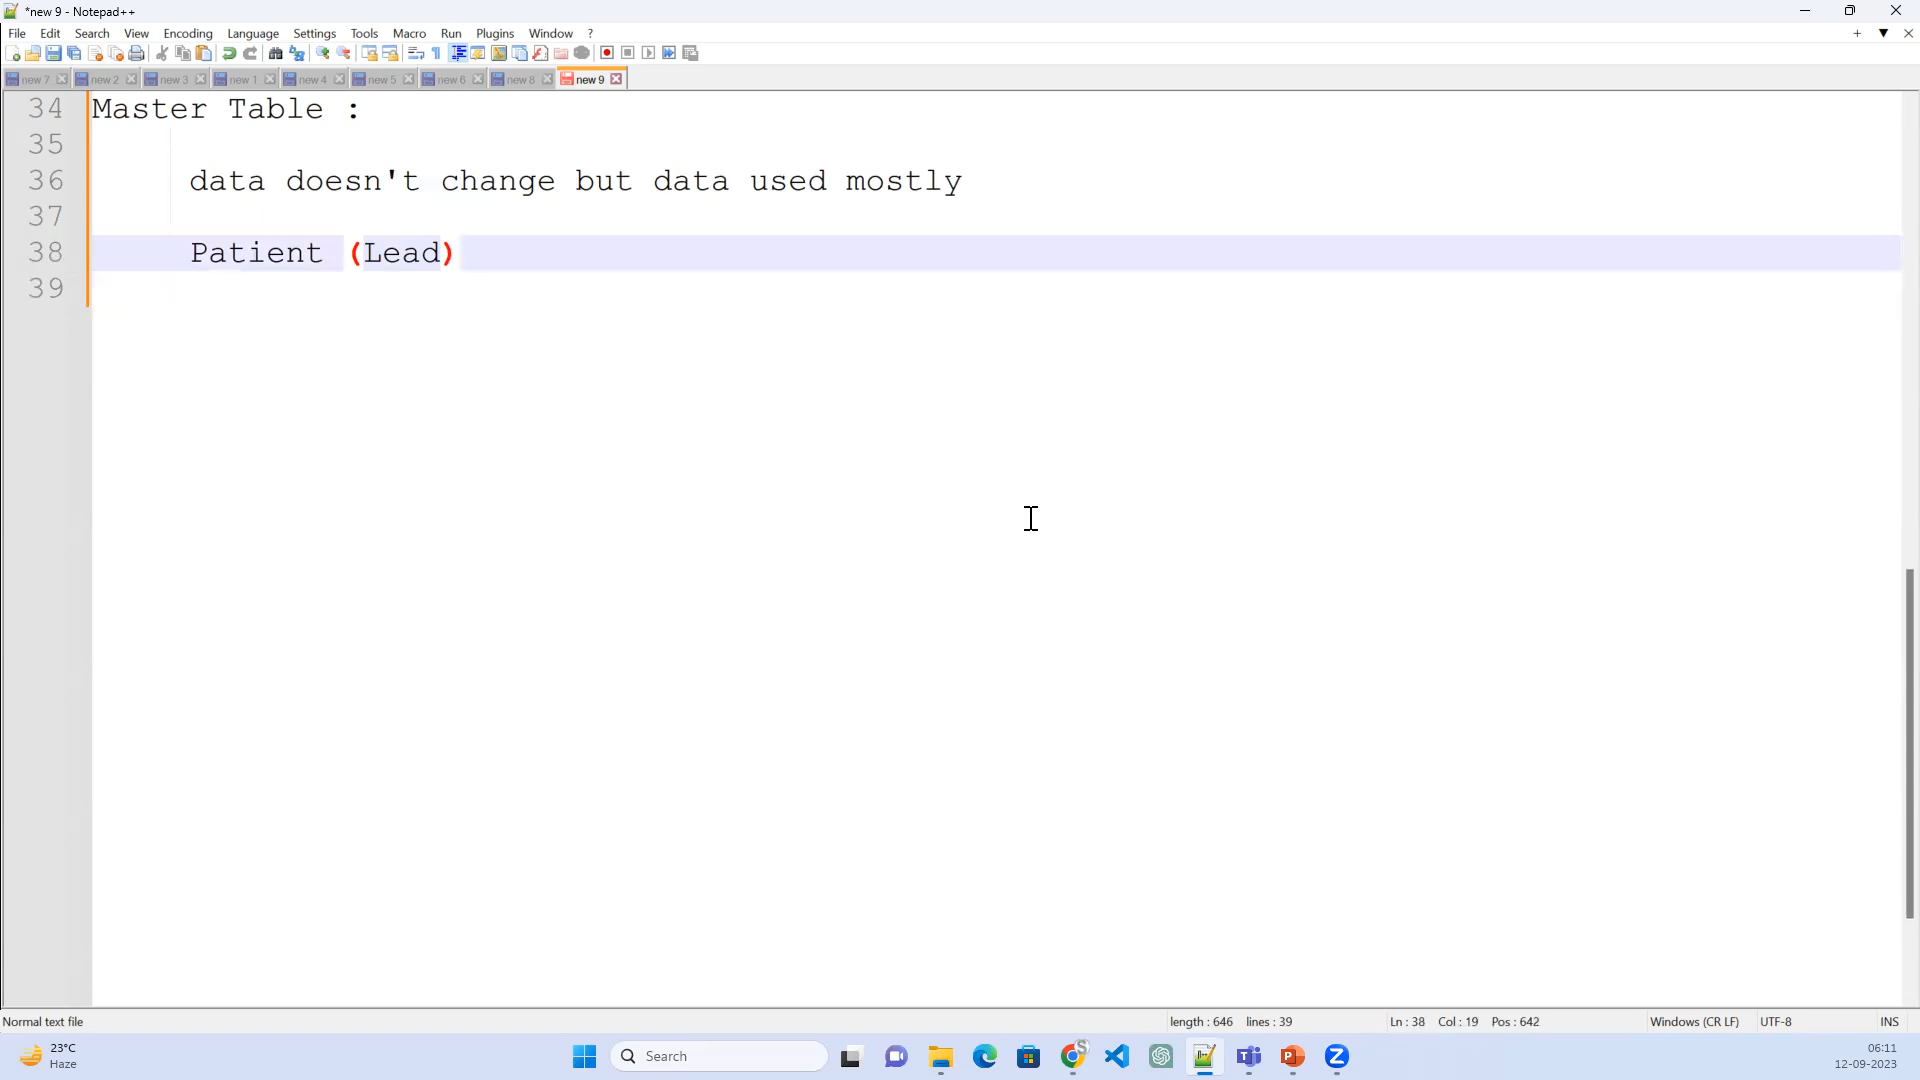 *new 9 - Notepad++
File Edit Search View Encoding Language Settings Tools Macro Run Plugins Window ?
new 7 new 2 new 3 new 1 new 4 new 5 new 6 new 8 new 9
34 Master Table :
35
36 data doesn't change but data used mostly
37
38 Patient (Lead)
39
Normal text file length : 646 lines : 39 Ln : 38 Col : 19 Pos : 642 Windows (CR LF) UTF-8 INS
23°C
Haze
Search
06:11
12-09-2023